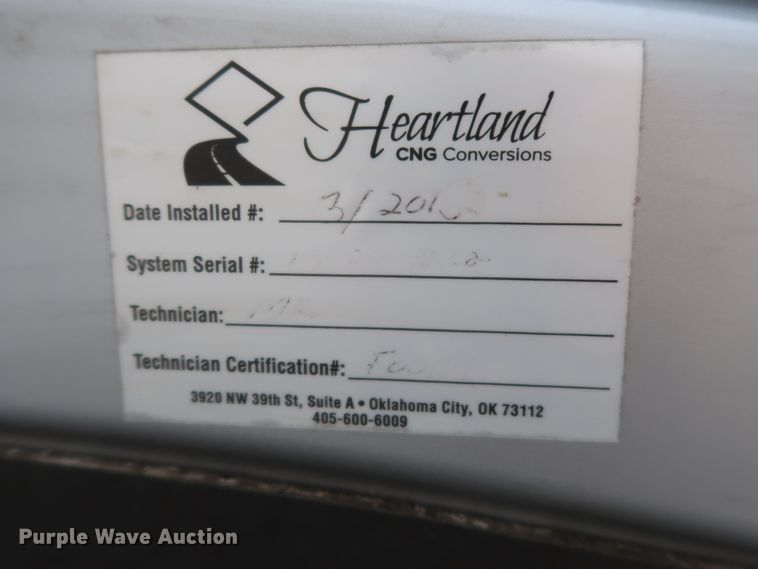 Heartland
CNG Conversions
Date Installed #: 3/201
System Serial #:
Technician:
Technician Certification#:
3920 NW 39th St, Suite A • Oklahoma City, OK 73112
405-600-6009
Purple Wave Auction